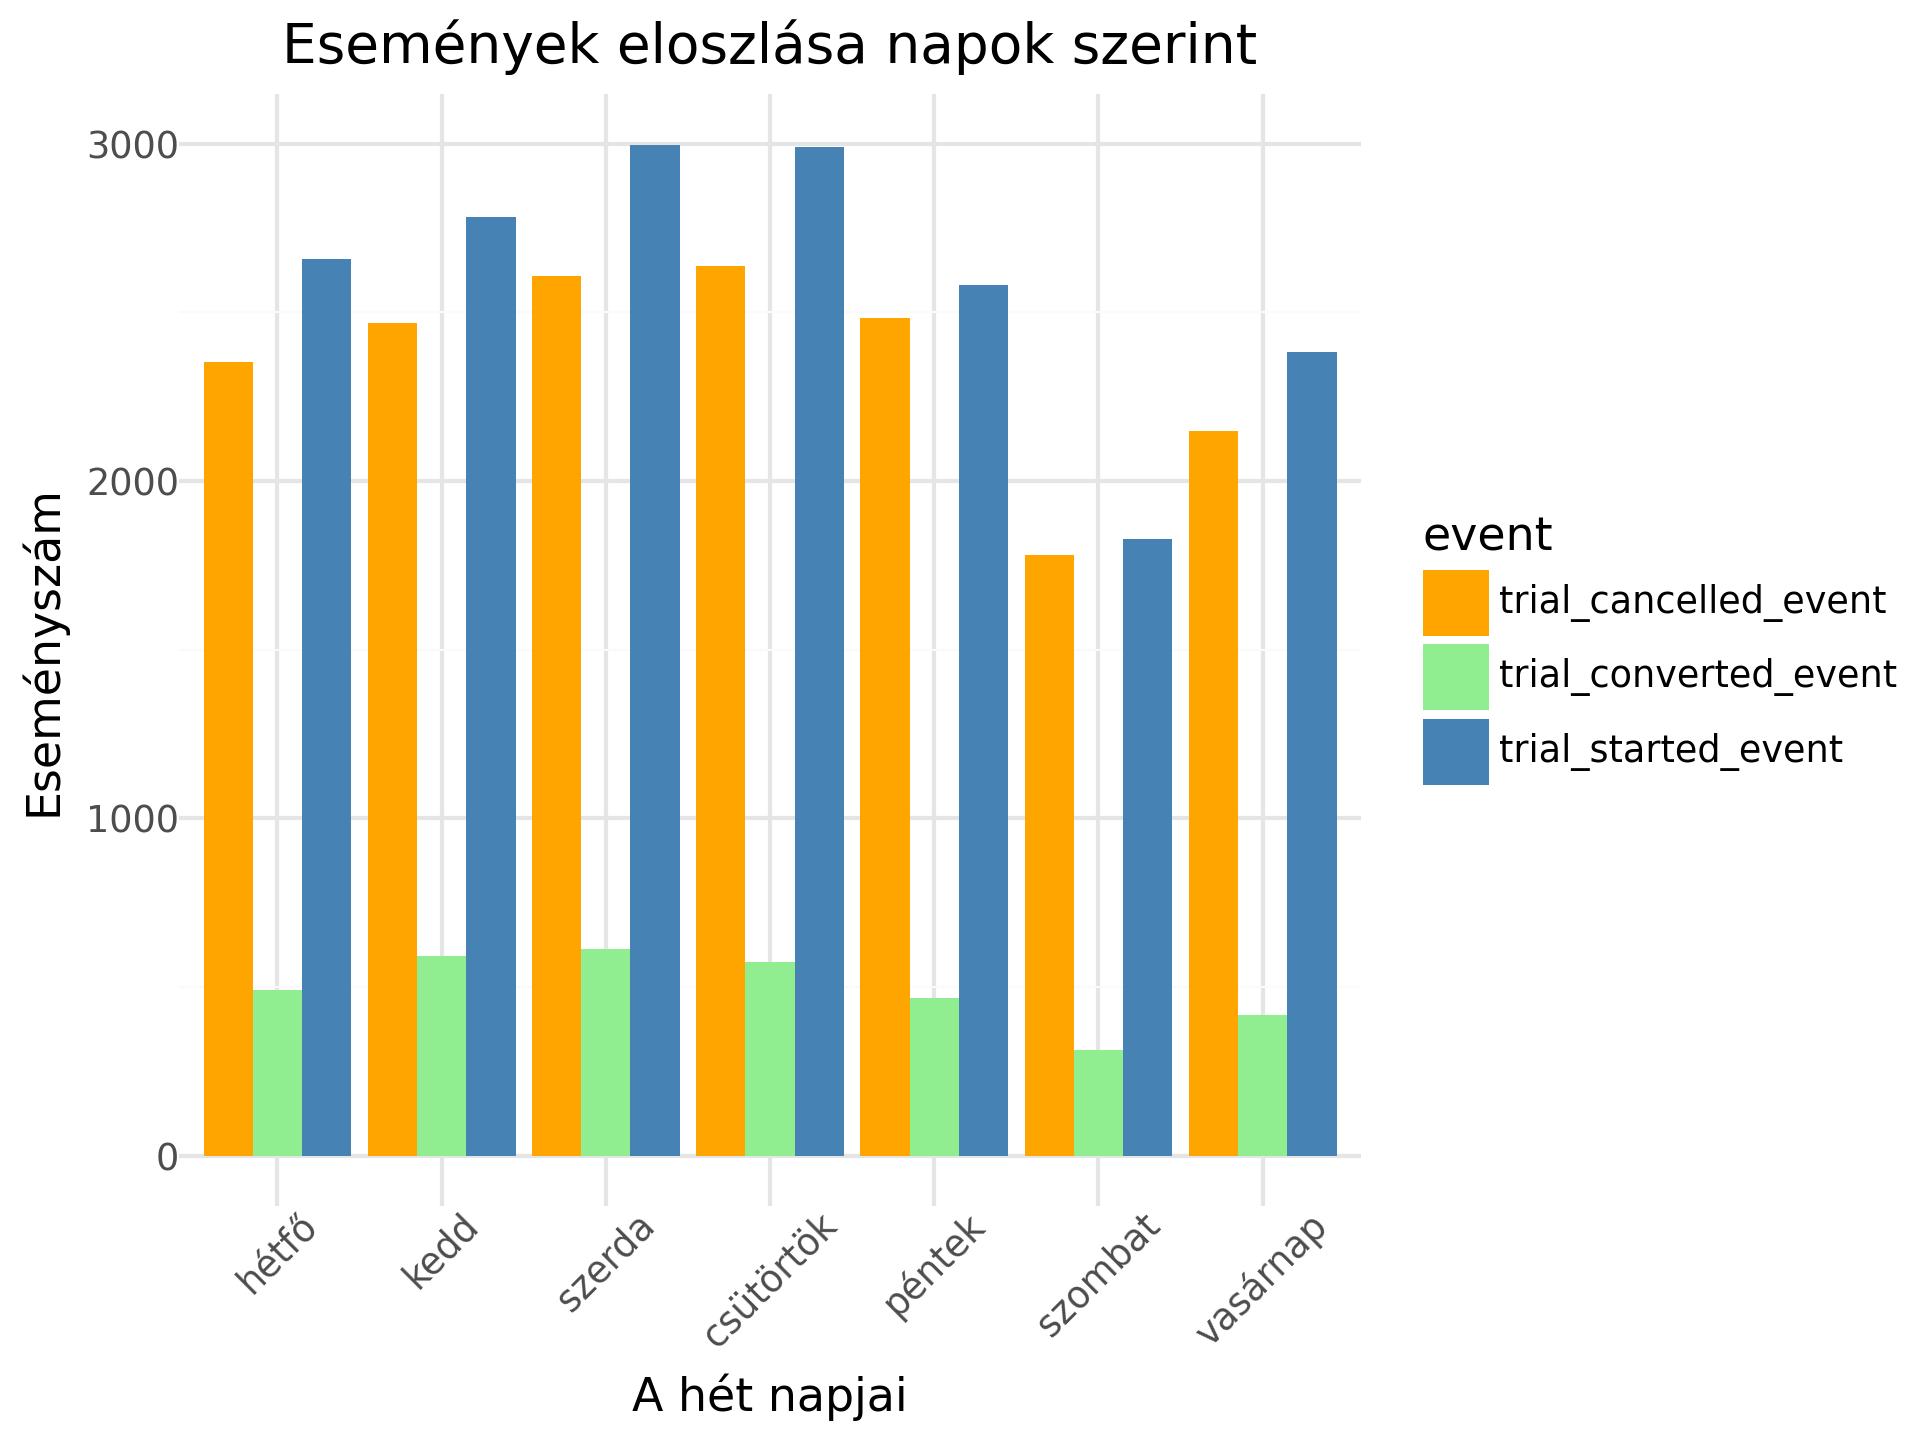 Események eloszlása napok szerint
3000
2000
1000
0
Eseményszám
hétfő
kedd
szerda
csütörtök
péntek
szombat
vasárnap
A hét napjai
event
trial_cancelled_event
trial_converted_event
trial_started_event